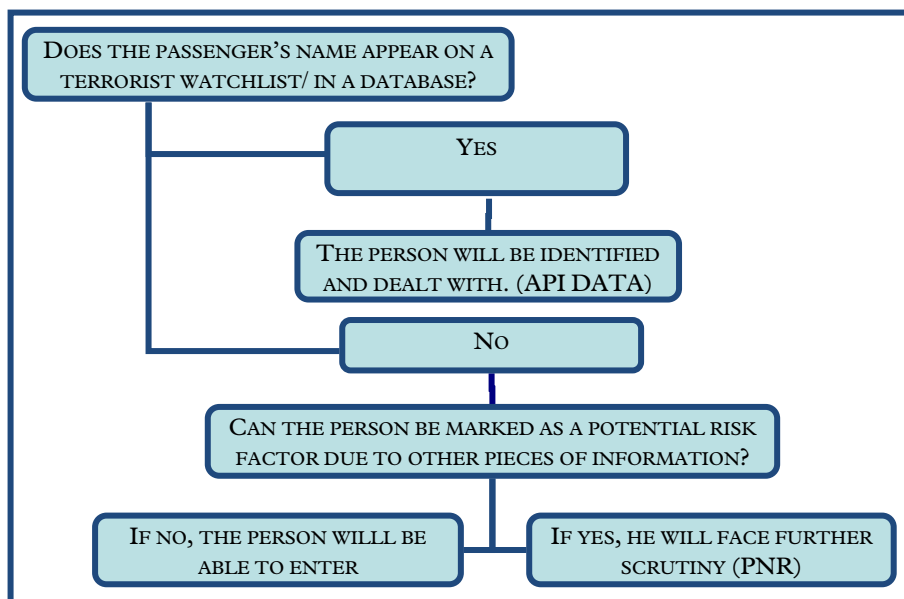 DOES THE PASSENGER’S NAME APPEAR ON A
TERRORIST WATCHLIST/ IN A DATABASE?
YES
THE PERSON WILL BE IDENTIFIED
AND DEALT WITH. (API DATA)
NO
CAN THE PERSON BE MARKED AS A POTENTIAL RISK
FACTOR DUE TO OTHER PIECES OF INFORMATION?
IF NO, THE PERSON WILLL BE
ABLE TO ENTER
IF YES, HE WILL FACE FURTHER
SCRUTINY (PNR)